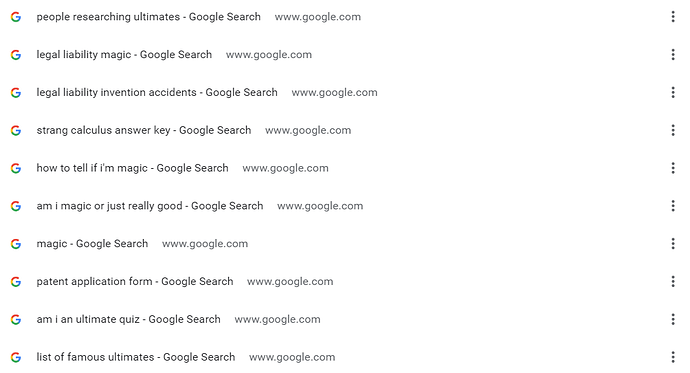 people researching ultimates - Google Search www.google.com
legal liability magic - Google Search www.google.com
legal liability invention accidents - Google Search www.google.com
strang calculus answer key - Google Search www.google.com
how to tell if i'm magic - Google Search www.google.com
am i magic or just really good - Google Search www.google.com
magic - Google Search www.google.com
patent application form - Google Search www.google.com
am i an ultimate quiz - Google Search www.google.com
list of famous ultimates - Google Search www.google.com